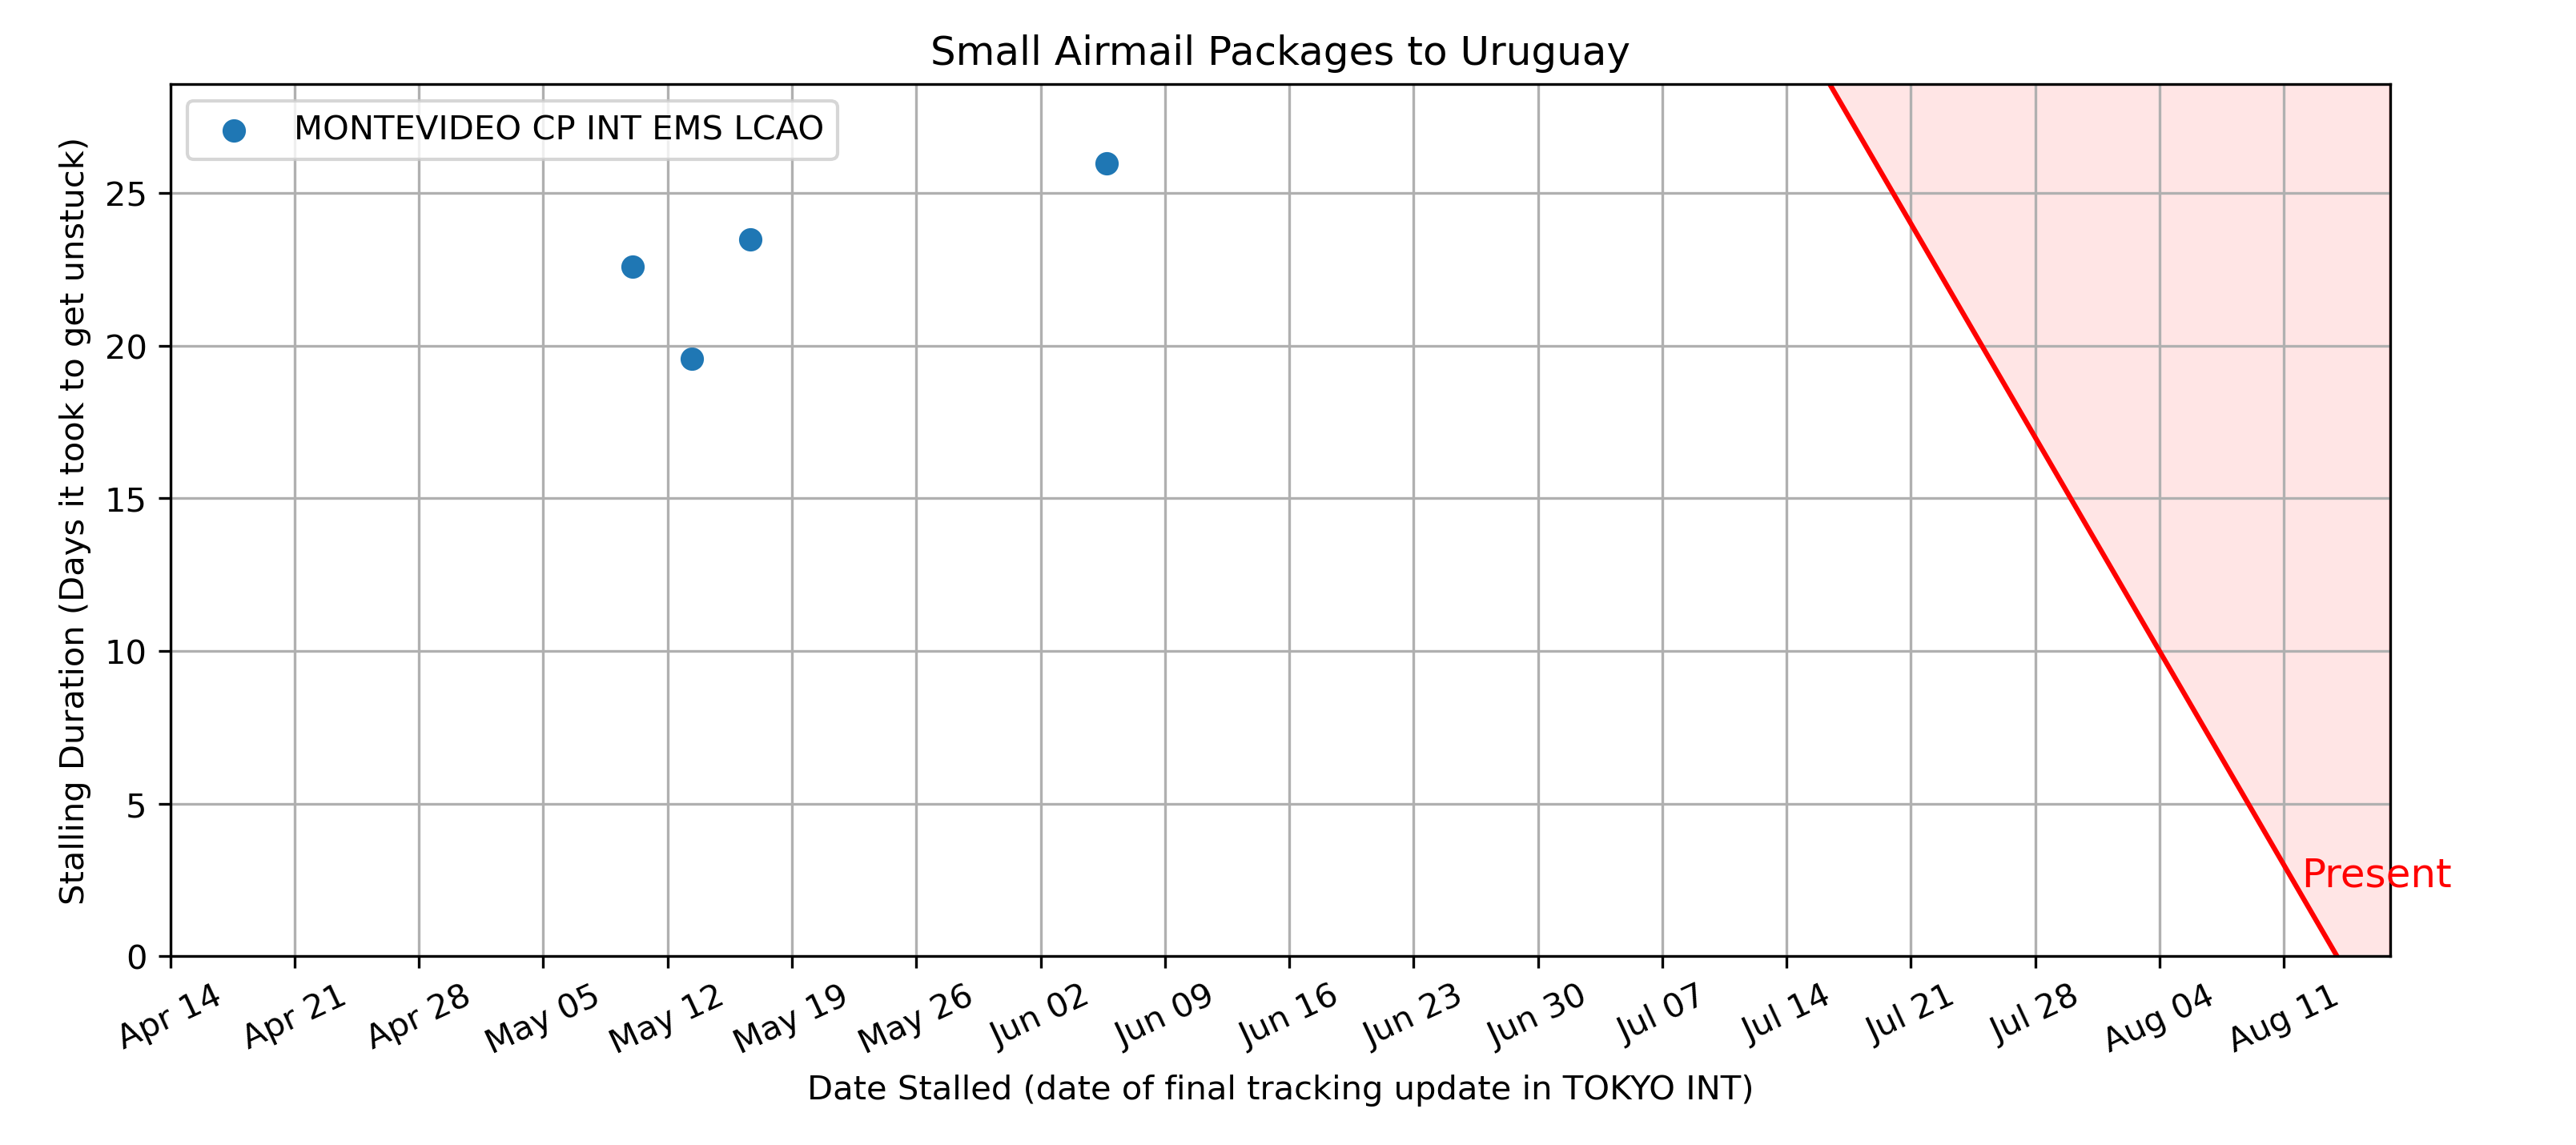 Small Airmail Packages to Uruguay
MONTEVIDEO CP INT EMS LCAO
Stalling Duration (Days it took to get unstuck)
25
20
15
10
5
0
Present
Apr 14
Apr 21
Apr 28
May 05
May 12
May 19
May 26
Jun 02
Jun 09
Jun 16
Jun 23
Jun 30
Jul 07
Jul 14
Jul 21
Jul 28
Aug 04
Aug 11
Date Stalled (date of final tracking update in TOKYO INT)